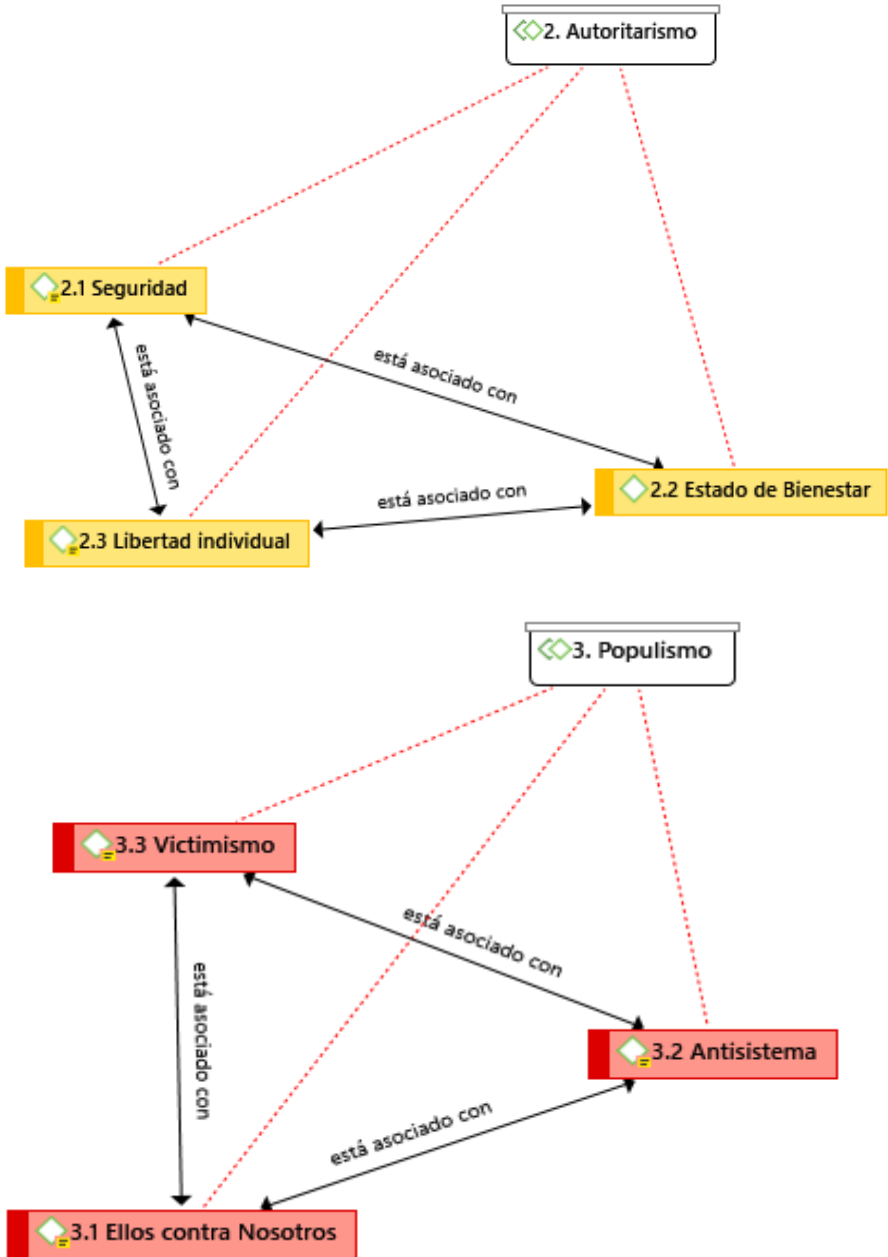 2. Autoritarismo
2.1 Seguridad
está asociado con
está asociado con
2.2 Estado de Bienestar
está asociado con
2.3 Libertad individual
3. Populismo
3.3 Victimismo
está asociado con
está asociado con
3.2 Antisistema
está asociado con
3.1 Ellos contra Nosotros